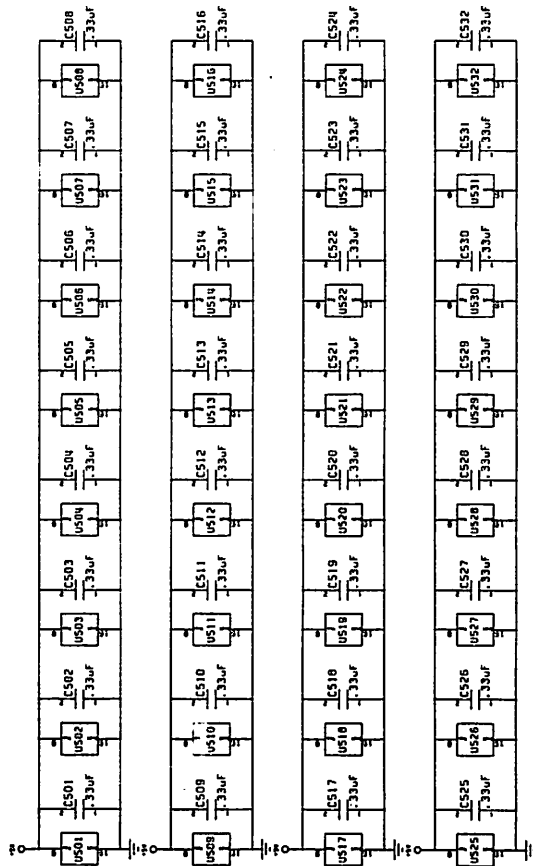 C508 .33uF
U508
C507 .33uF
U507
C506 .33uF
U506
C505 .33uF
U505
C504 .33uF
U504
C503 .33uF
U503
C502 .33uF
U502
C501 .33uF
U501
C516 .33uF
U516
C515 .33uF
U515
C514 .33uF
U514
C513 .33uF
U513
C512 .33uF
U512
C511 .33uF
U511
C510 .33uF
U510
C509 .33uF
U509
C524 .33uF
U524
C523 .33uF
U523
C522 .33uF
U522
C521 .33uF
U521
C520 .33uF
U520
C519 .33uF
U519
C518 .33uF
U518
C517 .33uF
U517
C532 .33uF
U532
C531 .33uF
U531
C530 .33uF
U530
C529 .33uF
U529
C528 .33uF
U528
C527 .33uF
U527
C526 .33uF
U526
C525 .33uF
U525